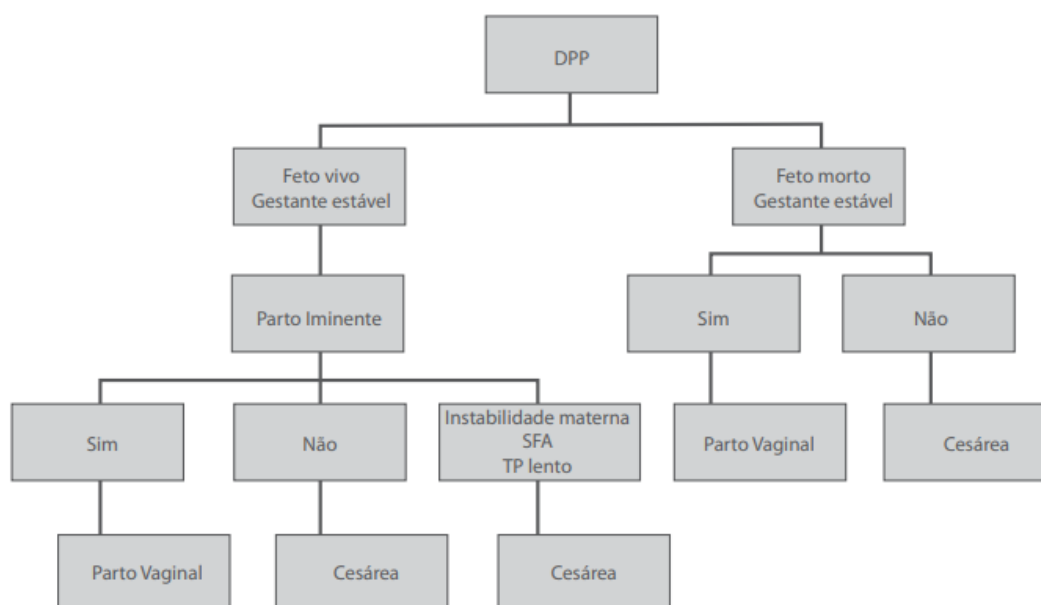 DPP
Feto vivo
Gestante estável
Feto morto
Gestante estável
Parto Iminente
Sim
Não
Sim
Não
Instabilidade materna
SFA
TP lento
Parto Vaginal
Cesárea
Parto Vaginal
Cesárea
Cesárea